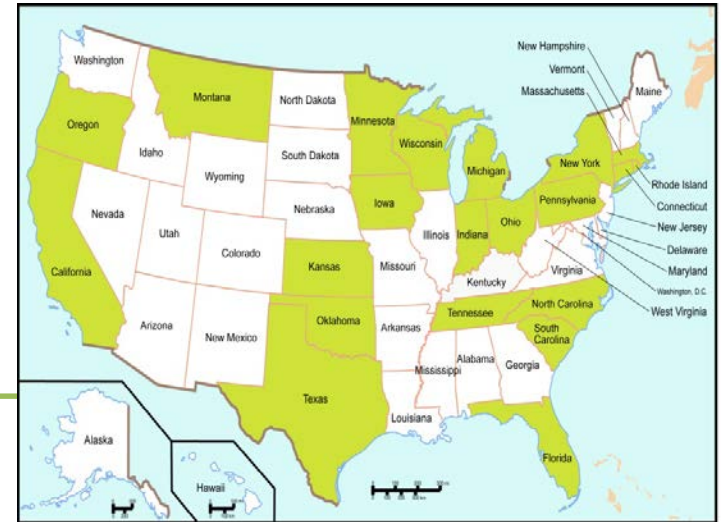 New Hampshire
Vermont
Massachusetts
Washington
Montana
North Dakota
Minnesota
Maine
Oregon
Idaho
Wisconsin
South Dakota
Michigan
New York
Wyoming
Rhode Island
Connecticut
Iowa
Pennsylvania
Nebraska
New Jersey
Nevada
Utah
Illinois
Indiana
Ohio
Delaware
Colorado
Maryland
California
Kansas
Missouri
Virginia
Washington, D.C.
Kentucky
West Virginia
North Carolina
Tennessee
Oklahoma
Arizona
New Mexico
Arkansas
South
Carolina
Mississippi
Alabama
Georgia
Texas
Louisiana
Alaska
Florida
Hawaii